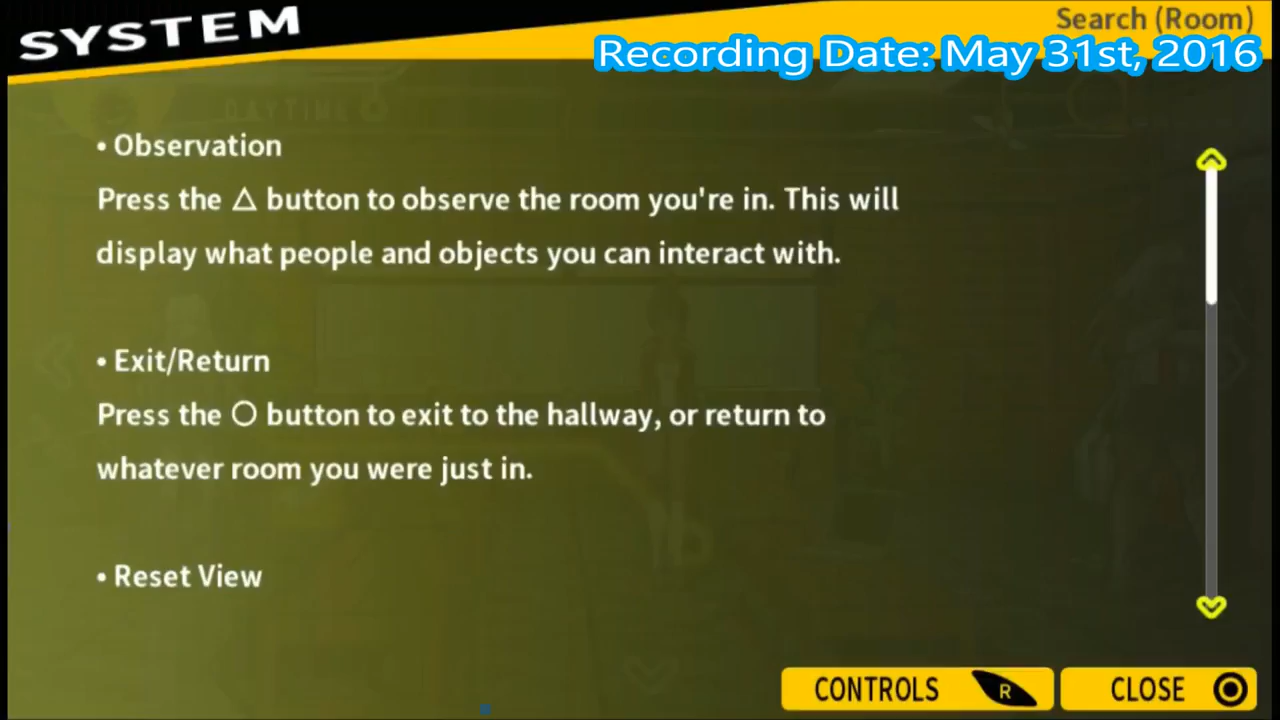 SYSTEM
Search (Room)
Recording Date: May 31st, 2016
DAYTIME
• Observation
Press the △ button to observe the room you're in. This will
display what people and objects you can interact with.
• Exit/Return
Press the ○ button to exit to the hallway, or return to
whatever room you were just in.
• Reset View
CONTROLS R
CLOSE